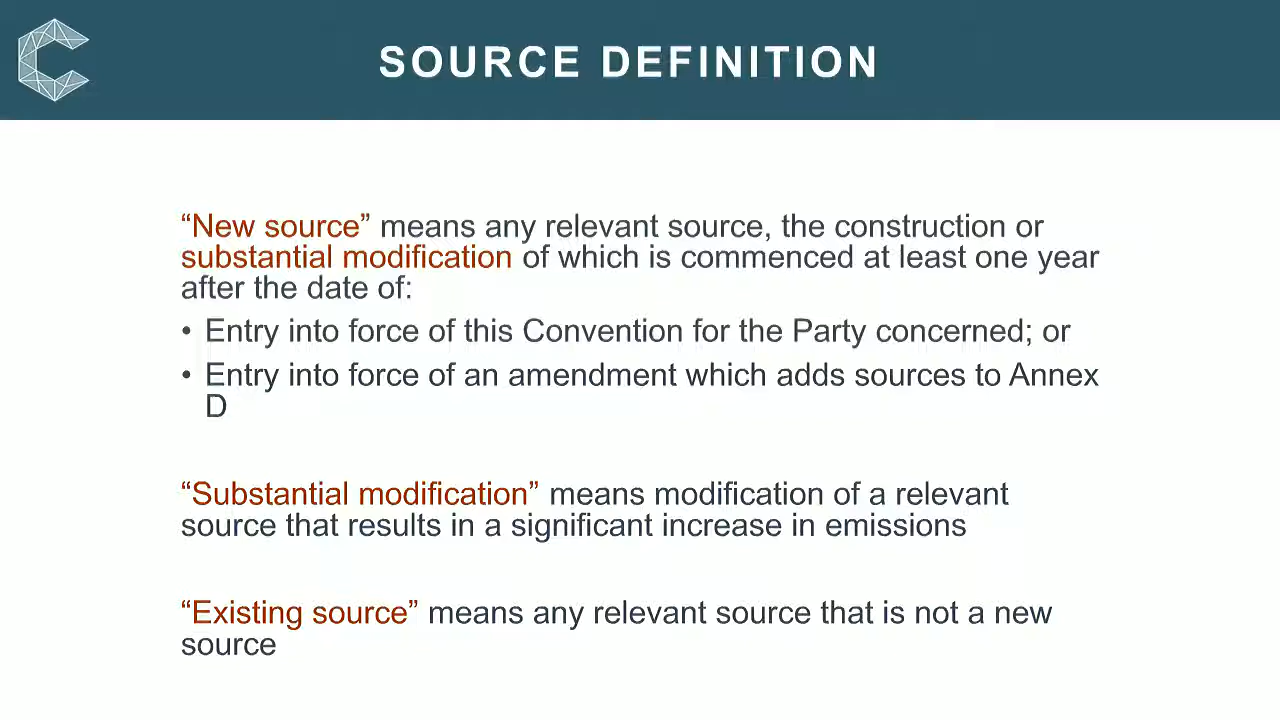 SOURCE DEFINITION
“New source” means any relevant source, the construction or
substantial modification of which is commenced at least one year
after the date of:
• Entry into force of this Convention for the Party concerned; or
• Entry into force of an amendment which adds sources to Annex
D
“Substantial modification” means modification of a relevant
source that results in a significant increase in emissions
“Existing source” means any relevant source that is not a new
source